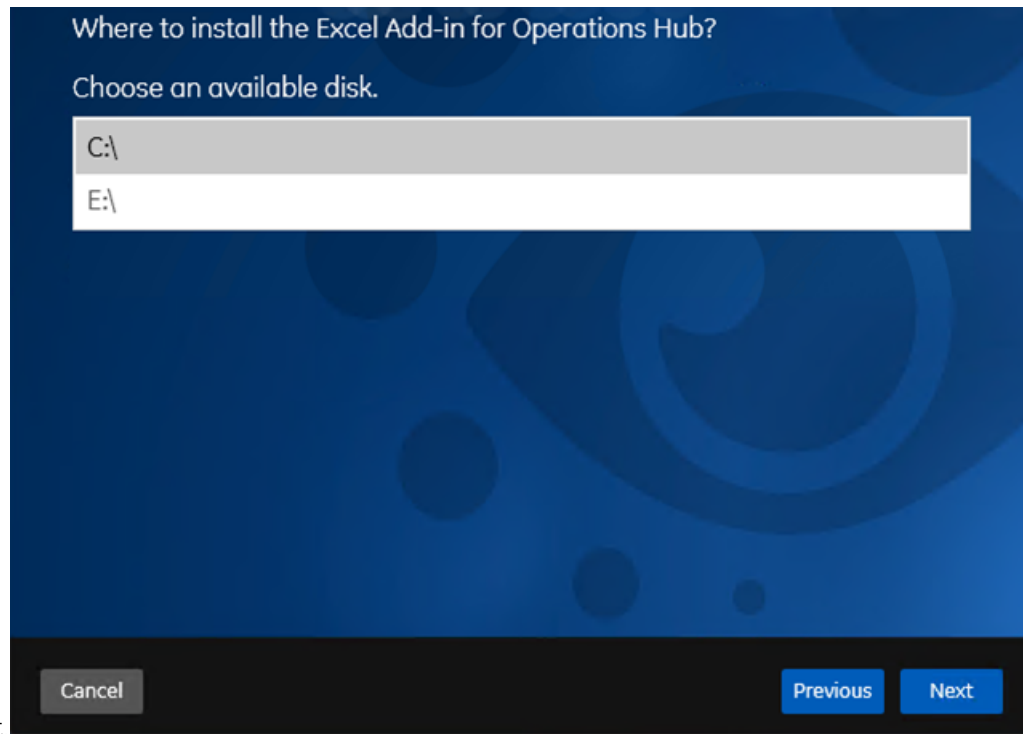 Where to install the Excel Add-in for Operations Hub?
Choose an available disk.
C:\
E:\
Cancel
Previous
Next